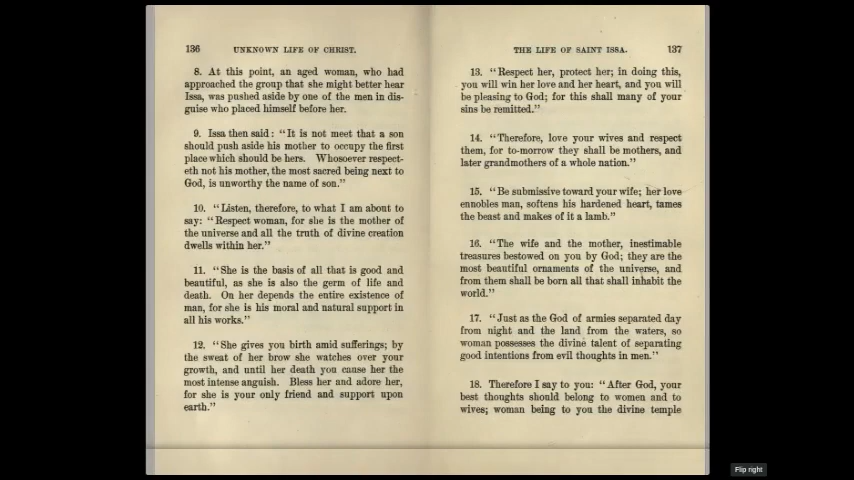 136 UNKNOWN LIFE OF CHRIST.
8. At this point, an aged woman, who had
approached the group that she might better hear
Issa, was pushed aside by one of the men in dis-
guise who placed himself before her.
9. Issa then said: “It is not meet that a son
should push aside his mother to occupy the first
place which should be hers. Whosoever respect-
eth not his mother, the most sacred being next to
God, is unworthy the name of son.”
10. “Listen, therefore, to what I am about to
say: “Respect woman, for she is the mother of
the universe and all the truth of divine creation
dwells within her.”
11. “She is the basis of all that is good and
beautiful, as she is also the germ of life and
death. On her depends the entire existence of
man, for she is his moral and natural support in
all his works.”
12. “She gives you birth amid sufferings; by
the sweat of her brow she watches over your
growth, and until her death you cause her the
most intense anguish. Bless her and adore her,
for she is your only friend and support upon
earth.”
THE LIFE OF SAINT ISSA. 137
13. “Respect her, protect her; in doing this,
you will win her love and her heart, and you will
be pleasing to God; for this shall many of your
sins be remitted.”
14. “Therefore, love your wives and respect
them, for to-morrow they shall be mothers, and
later grandmothers of a whole nation.”
15. “Be submissive toward your wife; her love
ennobles man, softens his hardened heart, tames
the beast and makes of it a lamb.”
16. “The wife and the mother, inestimable
treasures bestowed on you by God; they are the
most beautiful ornaments of the universe, and
from them shall be born all that shall inhabit the
world.”
17. “Just as the God of armies separated day
from night and the land from the waters, so
woman possesses the divine talent of separating
good intentions from evil thoughts in men.”
18. Therefore I say to you: “After God, your
best thoughts should belong to women and to
wives; woman being to you the divine temple
Flip right